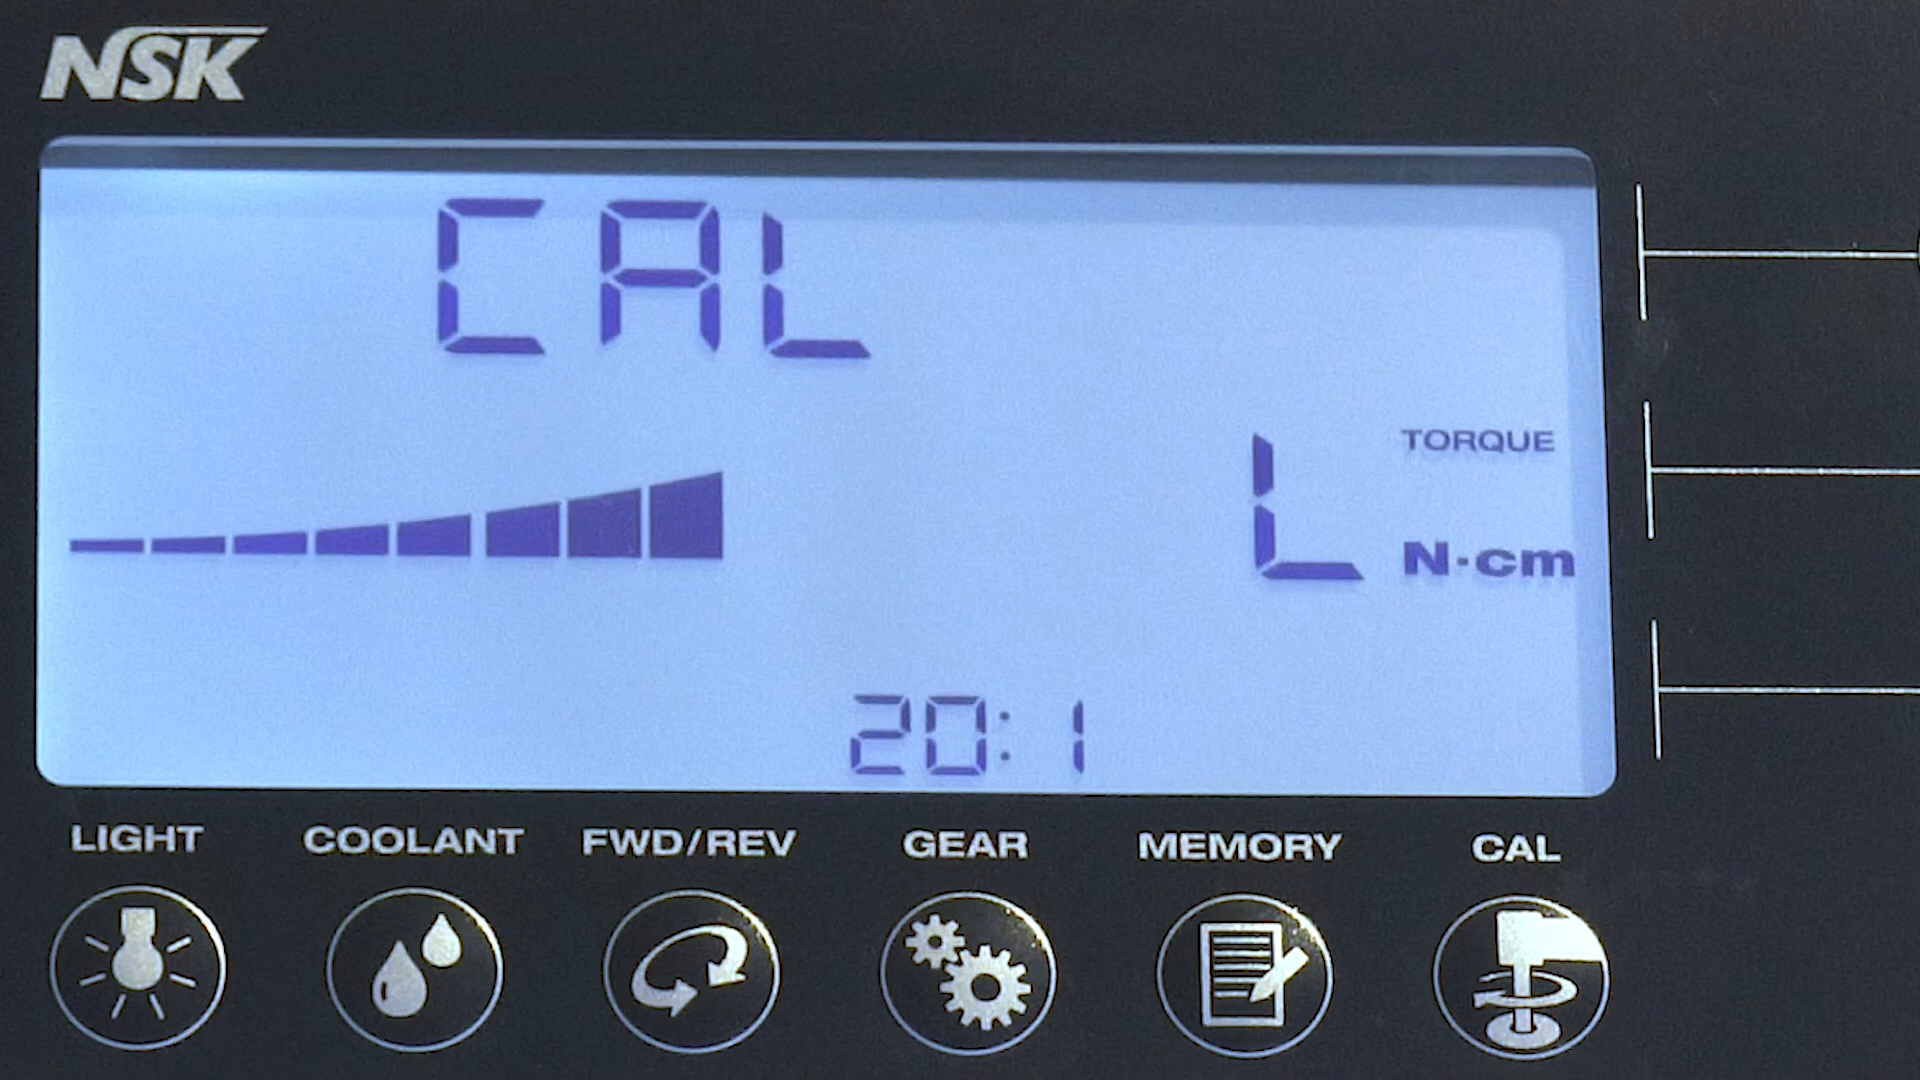 NSK
CAL
TORQUE
L
N·cm
20:1
LIGHT COOLANT FWD/REV GEAR MEMORY CAL